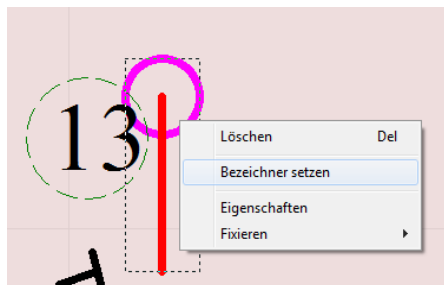 13
Löschen Del
Bezeichner setzen
Eigenschaften
Fixieren